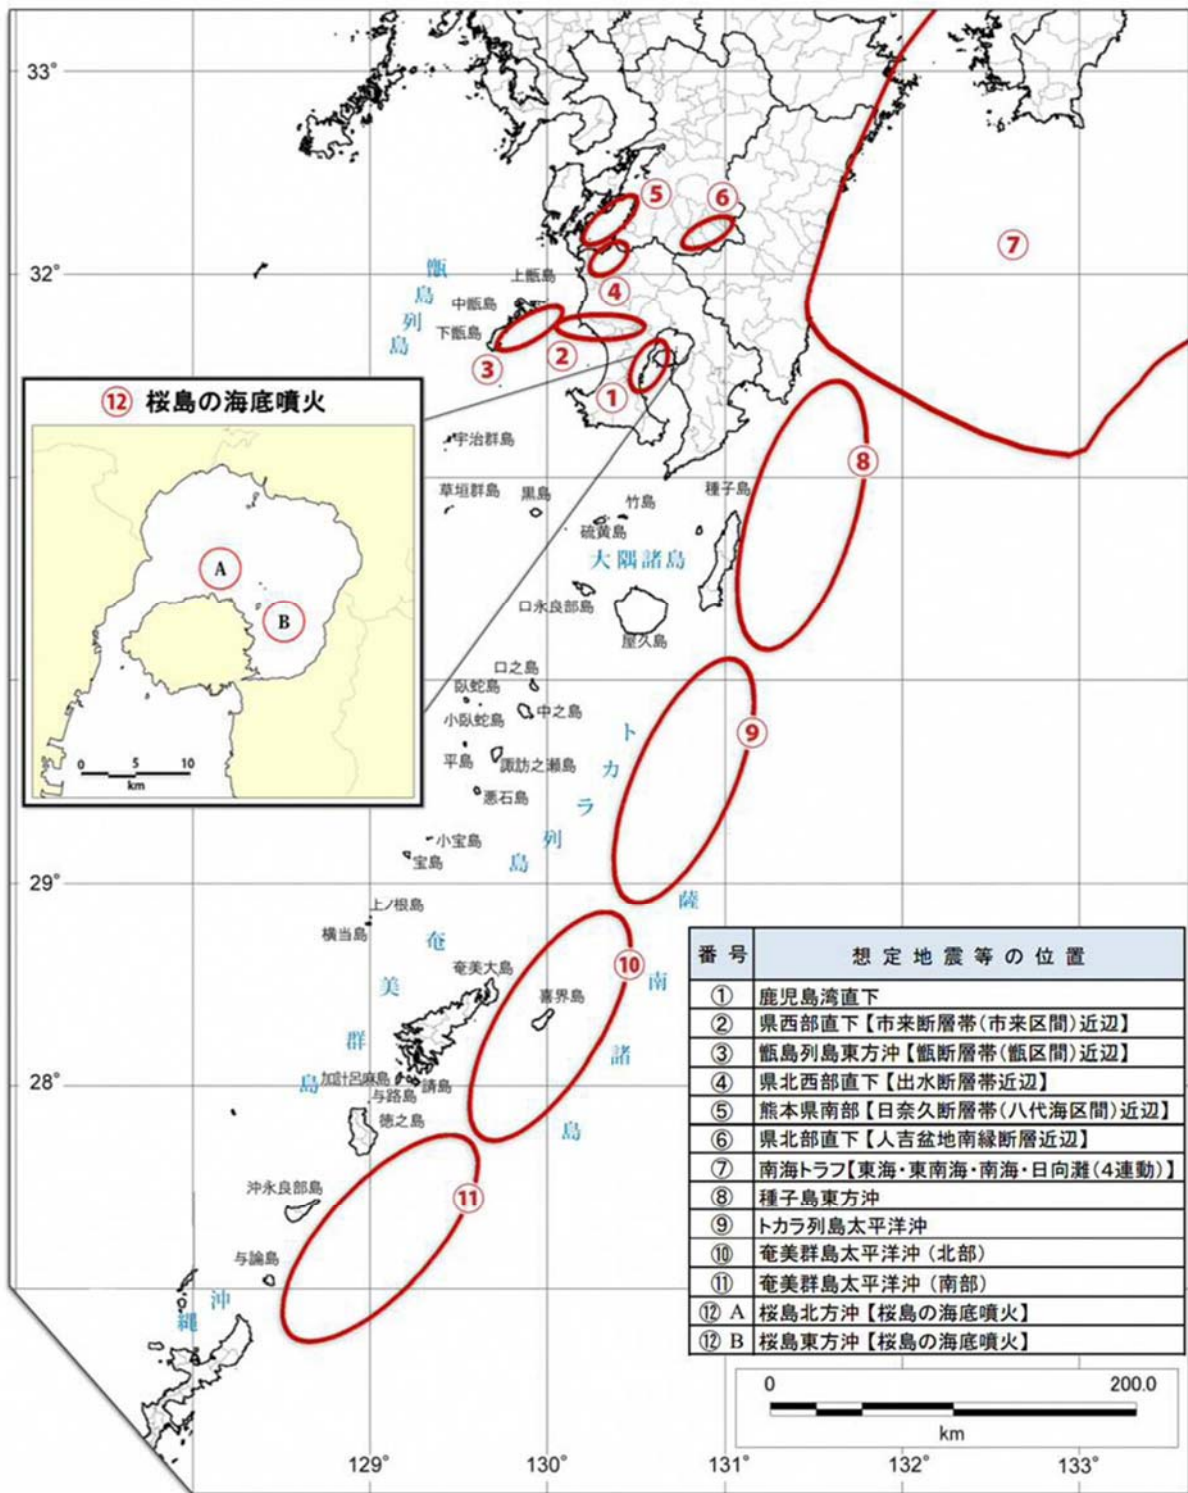 33°
⑤
⑥
⑦
32°
甑島列島
上甑島
中甑島
下甑島
④
③
②
①
⑫ 桜島の海底噴火
A
B
0 5 10
km
⑧
宇治群島
草垣群島
黒島
竹島
硫黄島
種子島
大隅諸島
口永良部島
屋久島
口之島
臥蛇島
小臥蛇島
中之島
平島
諏訪之瀬島
悪石島
トカラ列島
⑨
小宝島
宝島
29°
上ノ根島
横当島
奄美群島
奄美大島
喜界島
⑩
薩南諸島
28°
加計呂麻島
請島
与路島
徳之島
沖永良部島
⑪
与論島
沖縄
番号 想定地震等の位置
① 鹿児島湾直下
② 県西部直下【市来断層帯(市来区間)近辺】
③ 甑島列島東方沖【甑断層帯(甑区間)近辺】
④ 県北西部直下【出水断層帯近辺】
⑤ 熊本県南部【日奈久断層帯(八代海区間)近辺】
⑥ 県北部直下【人吉盆地南縁断層近辺】
⑦ 南海トラフ【東海・東南海・南海・日向灘(4連動)】
⑧ 種子島東方沖
⑨ トカラ列島太平洋沖
⑩ 奄美群島太平洋沖(北部)
⑪ 奄美群島太平洋沖(南部)
⑫ A 桜島北方沖【桜島の海底噴火】
⑫ B 桜島東方沖【桜島の海底噴火】
0 200.0
km
129° 130° 131° 132° 133°